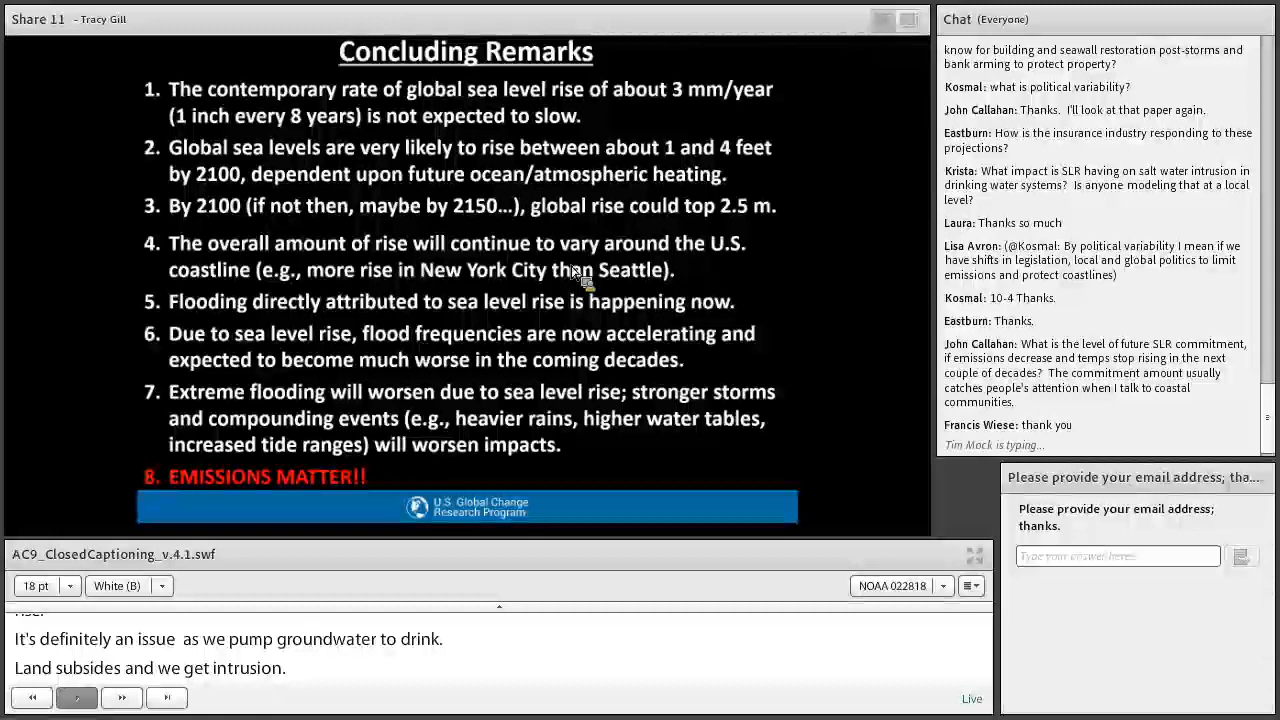 Share 11 - Tracy Gill
Concluding Remarks
1. The contemporary rate of global sea level rise of about 3 mm/year
(1 inch every 8 years) is not expected to slow.
2. Global sea levels are very likely to rise between about 1 and 4 feet
by 2100, dependent upon future ocean/atmospheric heating.
3. By 2100 (if not then, maybe by 2150...), global rise could top 2.5 m.
4. The overall amount of rise will continue to vary around the U.S.
coastline (e.g., more rise in New York City than Seattle).
5. Flooding directly attributed to sea level rise is happening now.
6. Due to sea level rise, flood frequencies are now accelerating and
expected to become much worse in the coming decades.
7. Extreme flooding will worsen due to sea level rise; stronger storms
and compounding events (e.g., heavier rains, higher water tables,
increased tide ranges) will worsen impacts.
8. EMISSIONS MATTER!!
U.S. Global Change
Research Program
Chat (Everyone)
know for building and seawall restoration post-storms and
bank arming to protect property?
Kosmal: what is political variability?
John Callahan: Thanks. I'll look at that paper again.
Eastburn: How is the insurance industry responding to these
projections?
Krista: What impact is SLR having on salt water intrusion in
drinking water systems? Is anyone modeling that at a local
level?
Laura: Thanks so much
Lisa Avron: (@Kosmal: By political variability I mean if we
have shifts in legislation, local and global politics to limit
emissions and protect coastlines)
Kosmal: 10-4 Thanks.
Eastburn: Thanks.
John Callahan: What is the level of future SLR commitment,
if emissions decrease and temps stop rising in the next
couple of decades? The commitment amount usually
catches people's attention when I talk to coastal
communities.
Francis Wiese: thank you
Tim Mock is typing...
Please provide your email address; tha...
Please provide your email address;
thanks.
Type your answer here.
AC9_ClosedCaptioning_v.4.1.swf
18 pt White (B) NOAA 022818
rise.
It's definitely an issue as we pump groundwater to drink.
Land subsides and we get intrusion.
Live